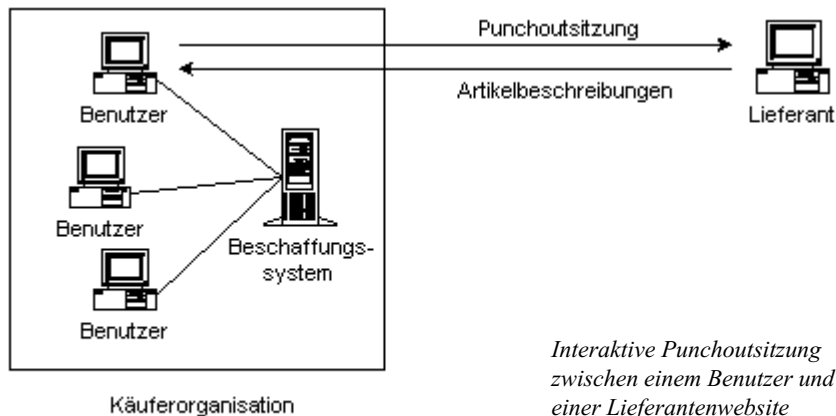 Punchoutsitzung
Artikelbeschreibungen
Benutzer
Lieferant
Benutzer
Beschaffungs-
system
Benutzer
Käuferorganisation
Interaktive Punchoutsitzung
zwischen einem Benutzer und
einer Lieferantenwebsite